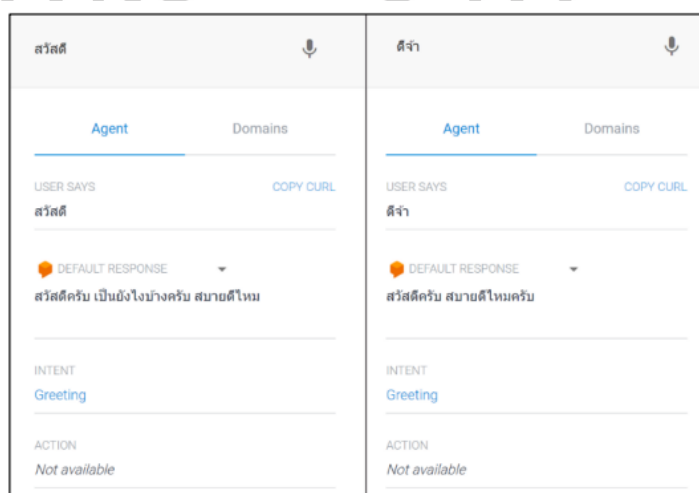 สวัสดี
Agent
Domains
USER SAYS
COPY CURL
สวัสดี
DEFAULT RESPONSE
สวัสดีครับ เป็นยังไงบ้างครับ สบายดีไหม
INTENT
Greeting
ACTION
Not available
ดีจ้า
Agent
Domains
USER SAYS
COPY CURL
ดีจ้า
DEFAULT RESPONSE
สวัสดีครับ สบายดีไหมครับ
INTENT
Greeting
ACTION
Not available